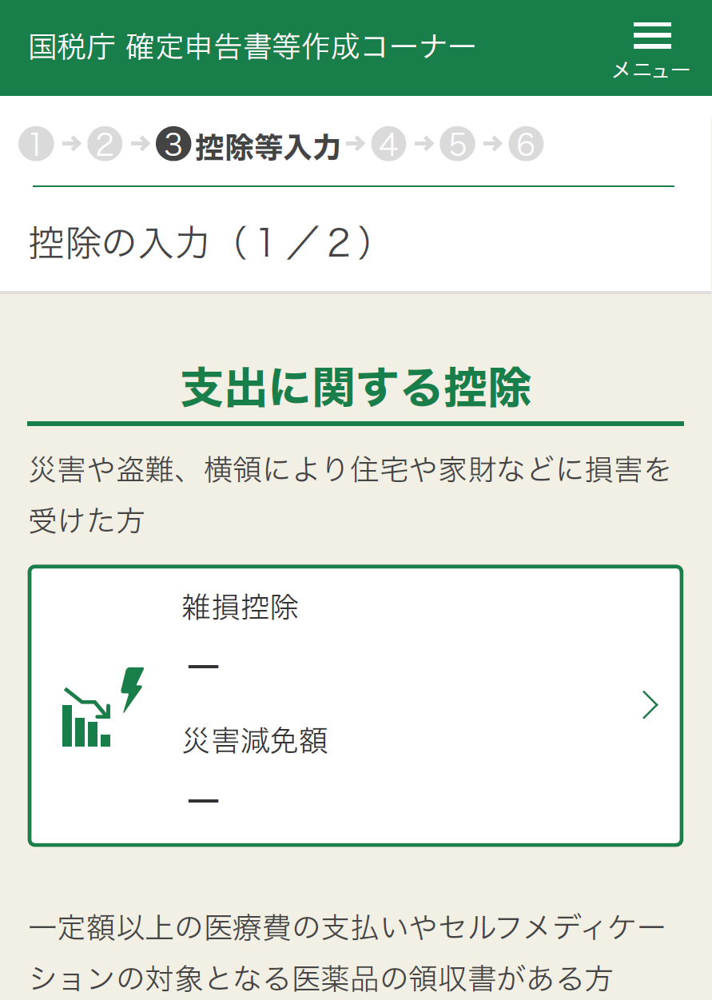 国税庁 確定申告書等作成コーナー
メニュー
1 2 3 控除等入力 4 5 6
控除の入力（１／２）
支出に関する控除
災害や盗難、横領により住宅や家財などに損害を
受けた方
雑損控除
ー
災害減免額
ー
一定額以上の医療費の支払いやセルフメディケー
ションの対象となる医薬品の領収書がある方